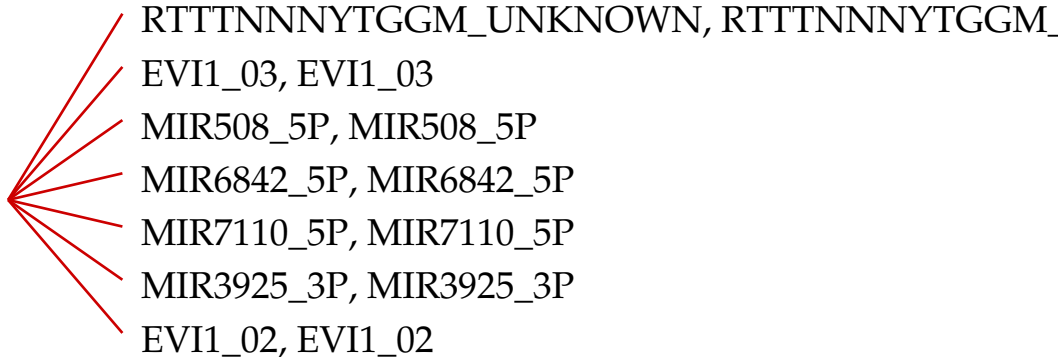 RTTTNNNYTGGM_UNKNOWN, RTTTNNNYTGGM_
EVI1_03, EVI1_03
MIR508_5P, MIR508_5P
MIR6842_5P, MIR6842_5P
MIR7110_5P, MIR7110_5P
MIR3925_3P, MIR3925_3P
EVI1_02, EVI1_02